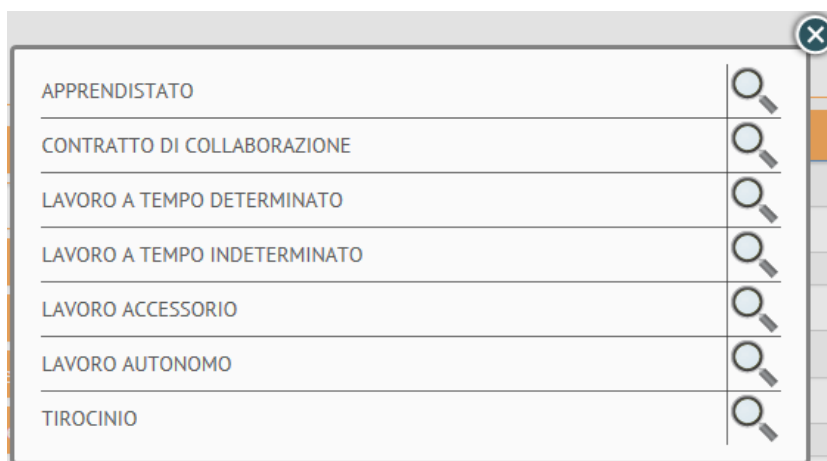 APPRENDISTATO
CONTRATTO DI COLLABORAZIONE
LAVORO A TEMPO DETERMINATO
LAVORO A TEMPO INDETERMINATO
LAVORO ACCESSORIO
LAVORO AUTONOMO
TIROCINIO